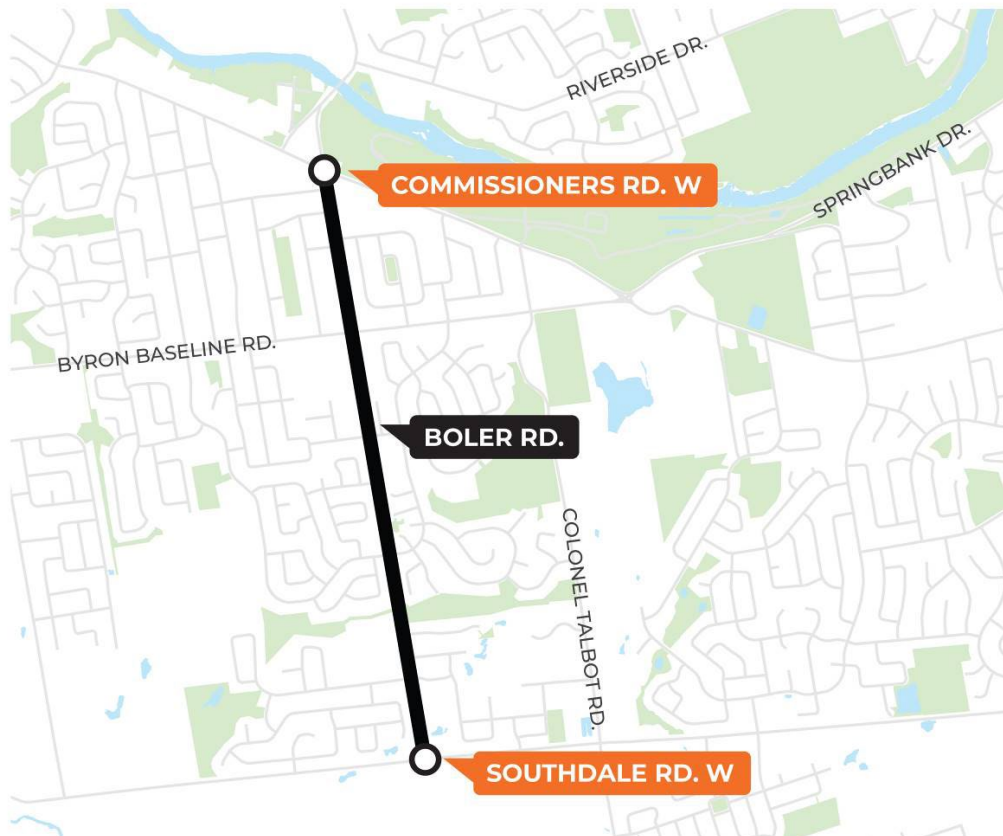 RIVERSIDE DR.
COMMISSIONERS RD. W
SPRINGBANK DR.
BYRON BASELINE RD.
BOLER RD.
COLONEL TALBOT RD.
SOUTHDALE RD. W